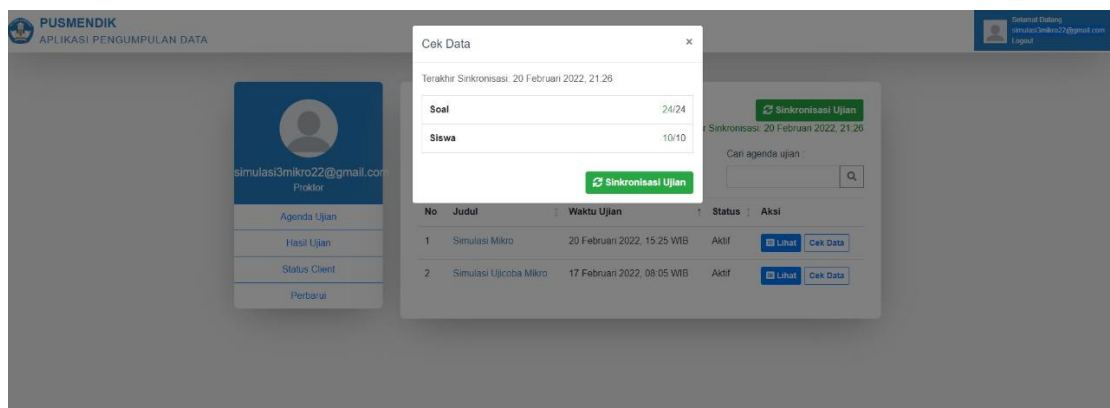 PUSMENDIK
APLIKASI PENGUMPULAN DATA
Selamat Datang
simulasi3mikro22@gmail.com
Logout
Cek Data ×
Terakhir Sinkronisasi: 20 Februari 2022, 21:26
Soal 24/24
Siswa 10/10
Sinkronisasi Ujian
Sinkronisasi Ujian
r Sinkronisasi: 20 Februari 2022, 21:26
Cari agenda ujian :
simulasi3mikro22@gmail.com
Proktor
Agenda Ujian
Hasil Ujian
Status Client
Perbarui
No Judul Waktu Ujian Status Aksi
1 Simulasi Mikro 20 Februari 2022, 15:25 WIB Aktif Lihat Cek Data
2 Simulasi Ujicoba Mikro 17 Februari 2022, 08:05 WIB Aktif Lihat Cek Data